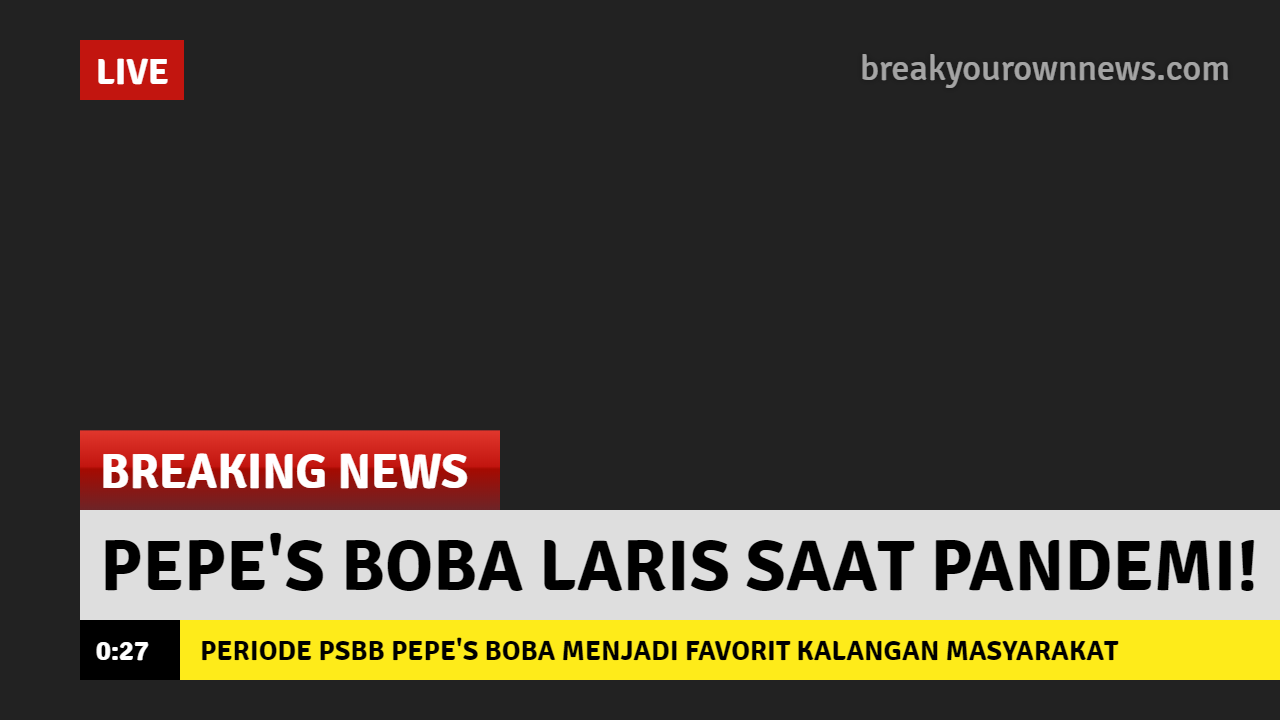 LIVE
breakyourownnews.com
BREAKING NEWS
PEPE'S BOBA LARIS SAAT PANDEMI!
0:27
PERIODE PSBB PEPE'S BOBA MENJADI FAVORIT KALANGAN MASYARAKAT